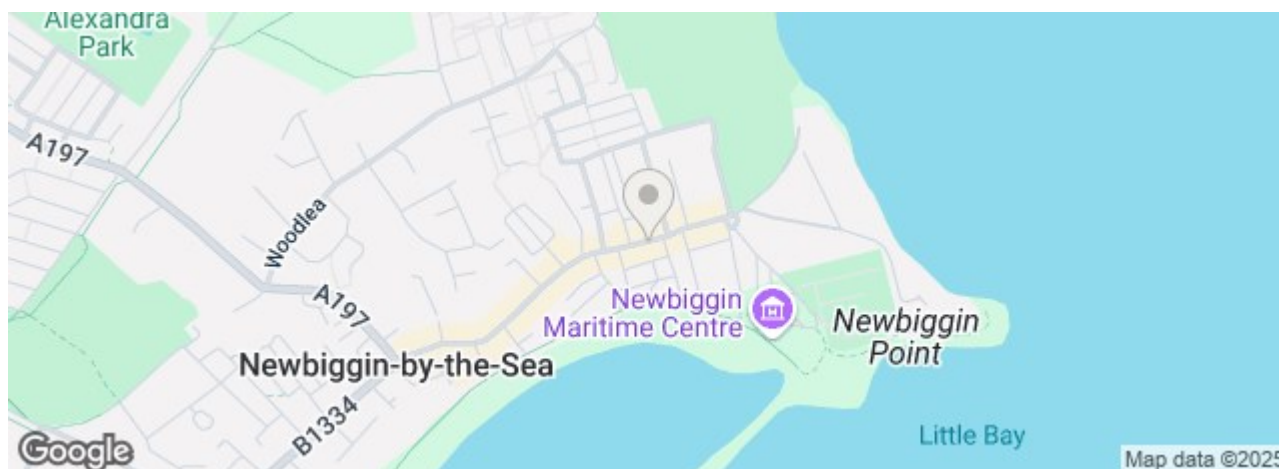 Alexandra
Park
A197
Woodlea
A197
Newbiggin
Maritime Centre
Newbiggin
Point
Newbiggin-by-the-Sea
B1334
Little Bay
Google
Map data ©2025